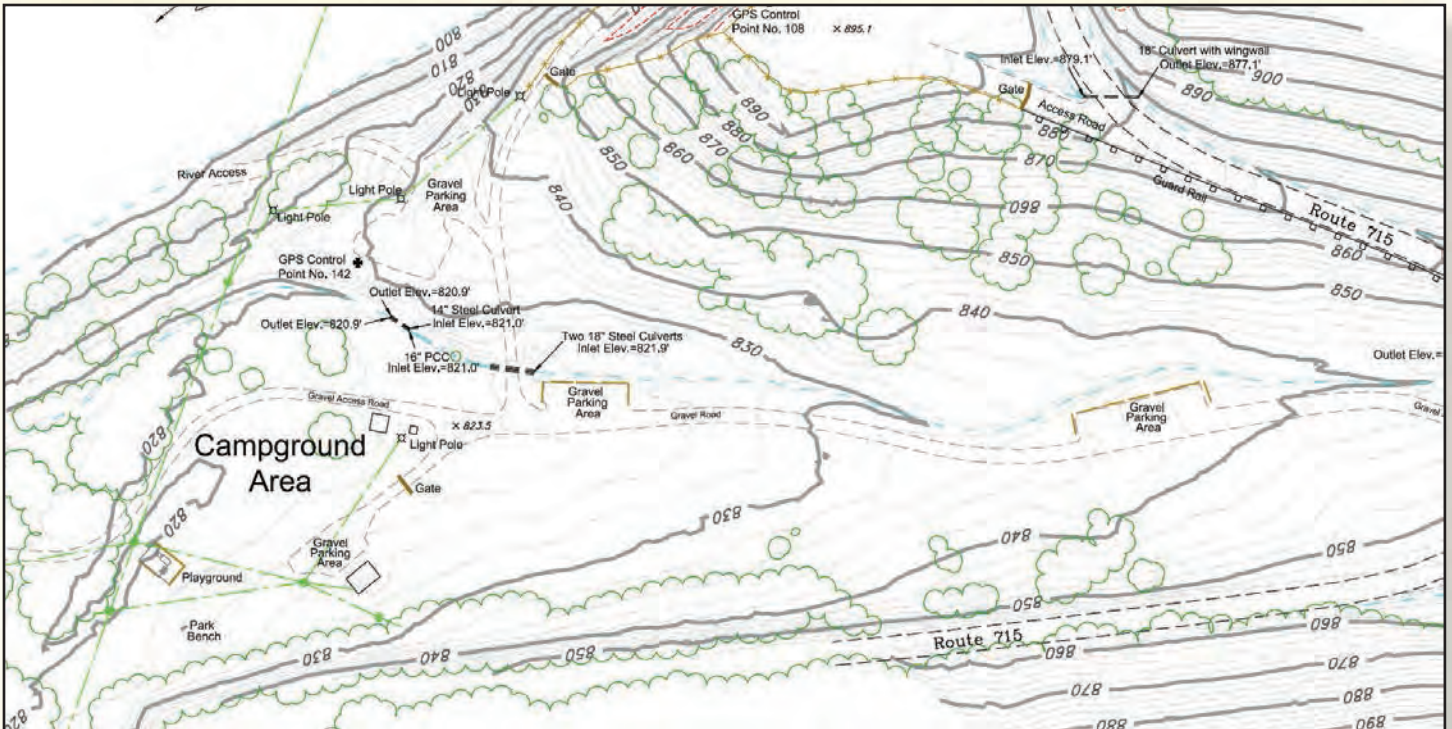 GPS Control
Point No. 108
895.1
800
810
820
830
Gate
Light Pole
Inlet Elev.=879.1'
18" Culvert with wingwall
Outlet Elev.=877.1'
900
890
Gate
Access Road
880
890
880
870
860
850
840
870
860
850
840
Guard Rail
Route 715
860
850
River Access
Light Pole
Gravel
Parking
Area
Light Pole
GPS Control
Point No. 142
Outlet Elev.=820.9'
Outlet Elev.=820.9'
14" Steel Culvert
Inlet Elev.=821.0'
16" PCC
Inlet Elev.=821.0'
Two 18" Steel Culverts
Inlet Elev.=821.9'
830
Outlet Elev.=
Gravel
Parking
Area
Gravel Road
Gravel
Parking
Area
Gravel
Gravel Access Road
823.5
Light Pole
Campground
Area
820
820
Gate
Gravel
Parking
Area
Playground
Park
Bench
830
840
850
850
830
840
850
Route 715
860
860
870
870
880
880
890
820